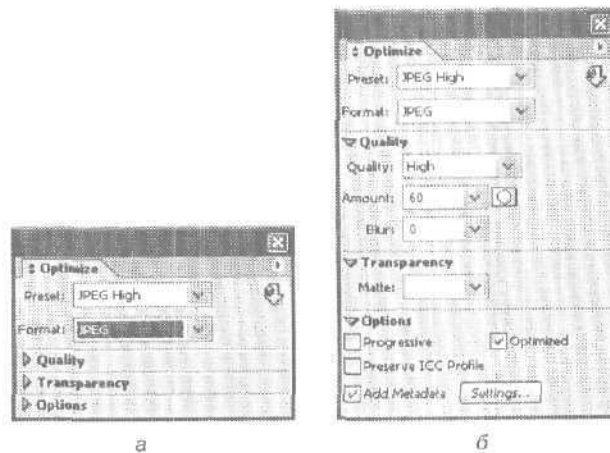 Optimize
Preset: JPEG High
Format: JPEG
Quality
Transparency
Options
а
Optimize
Preset: JPEG High
Format: JPEG
Quality
Quality: High
Amount: 60
Blur: 0
Transparency
Matte:
Options
Progressive Optimized
Preserve ICC Profile
Add Metadata Settings...
б